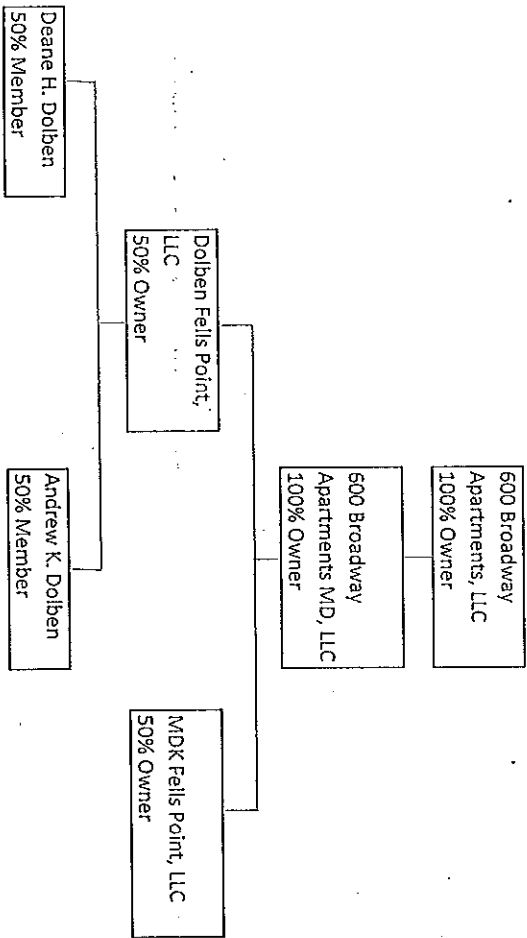 600 Broadway
Apartments, LLC
100% Owner
600 Broadway
Apartments MD, LLC
100% Owner
Dolben Fells Point,
LLC
50% Owner
MDK Fells Point, LLC
50% Owner
Deane H. Dolben
50% Member
Andrew K. Dolben
50% Member